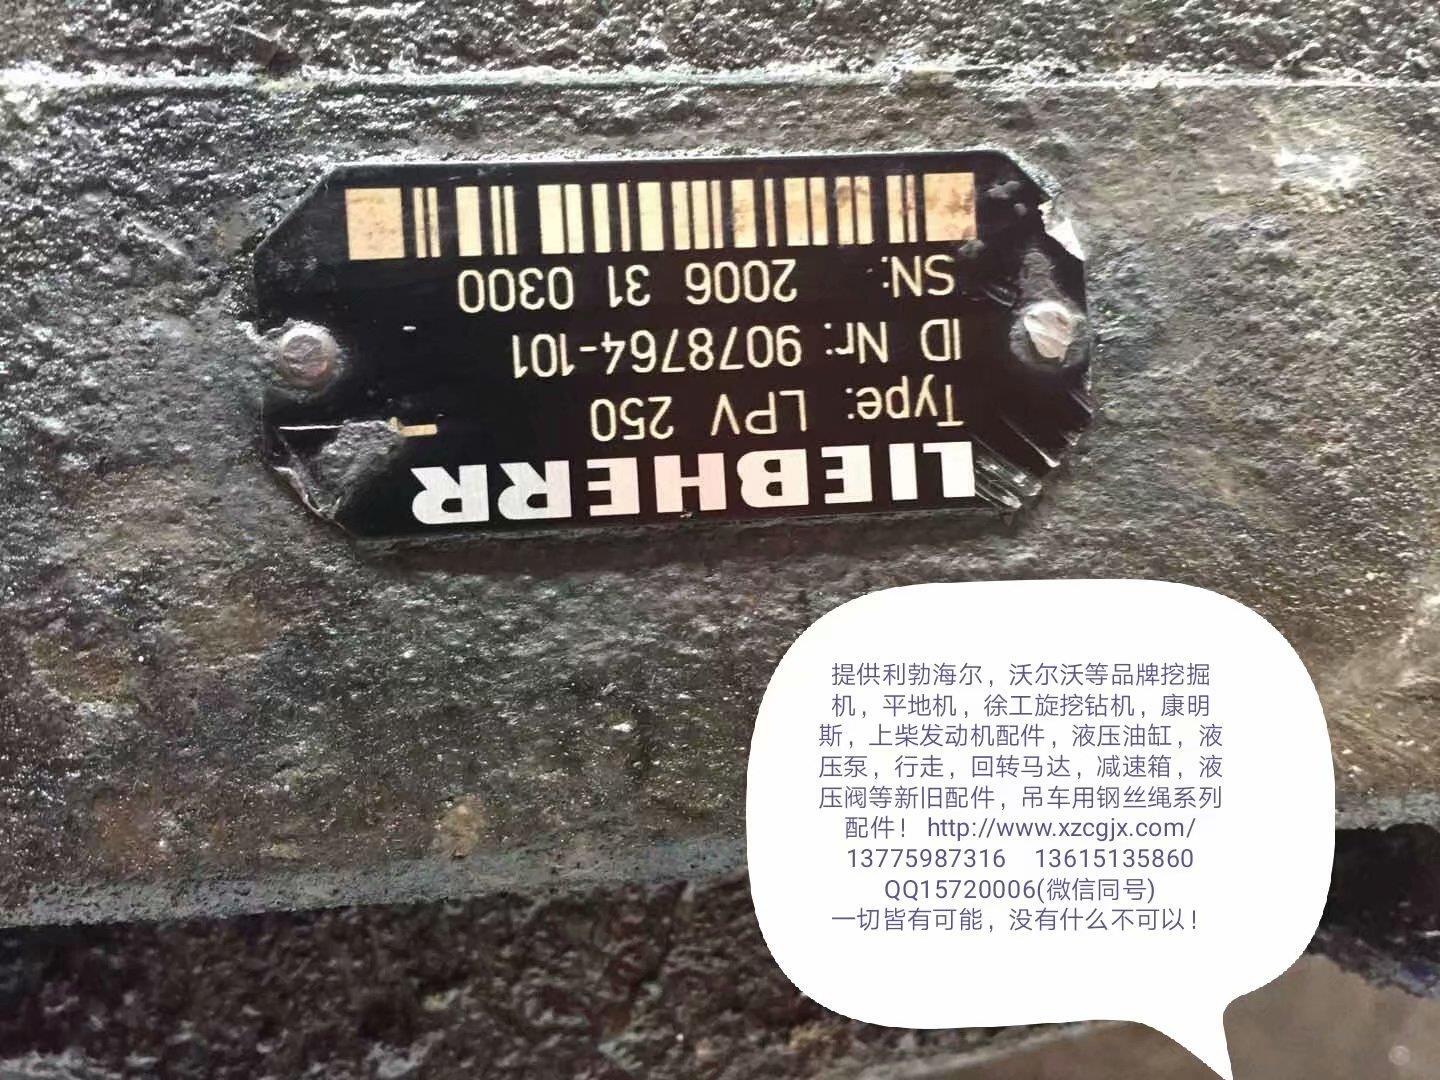 LIEBHERR
Type: LPV 250
ID Nr: 9078764-101
SN: 2006 31 0300
提供利勃海尔，沃尔沃等品牌挖掘
机，平地机，徐工旋挖钻机，康明
斯，上柴发动机配件，液压油缸，液
压泵，行走，回转马达，减速箱，液
压阀等新旧配件，吊车用钢丝绳系列
配件！http://www.xzcgjx.com/
13775987316 13615135860
QQ15720006(微信同号)
一切皆有可能，没有什么不可以！